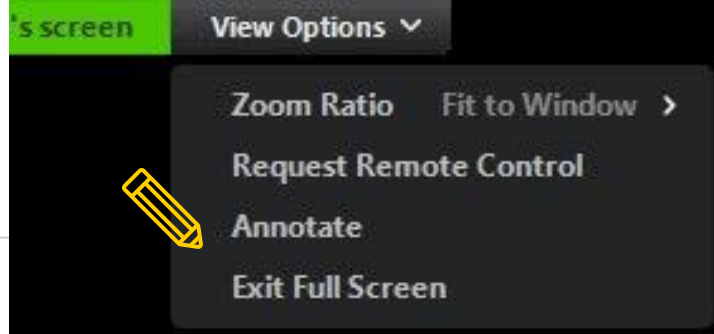 's screen View Options
Zoom Ratio Fit to Window >
Request Remote Control
Annotate
Exit Full Screen